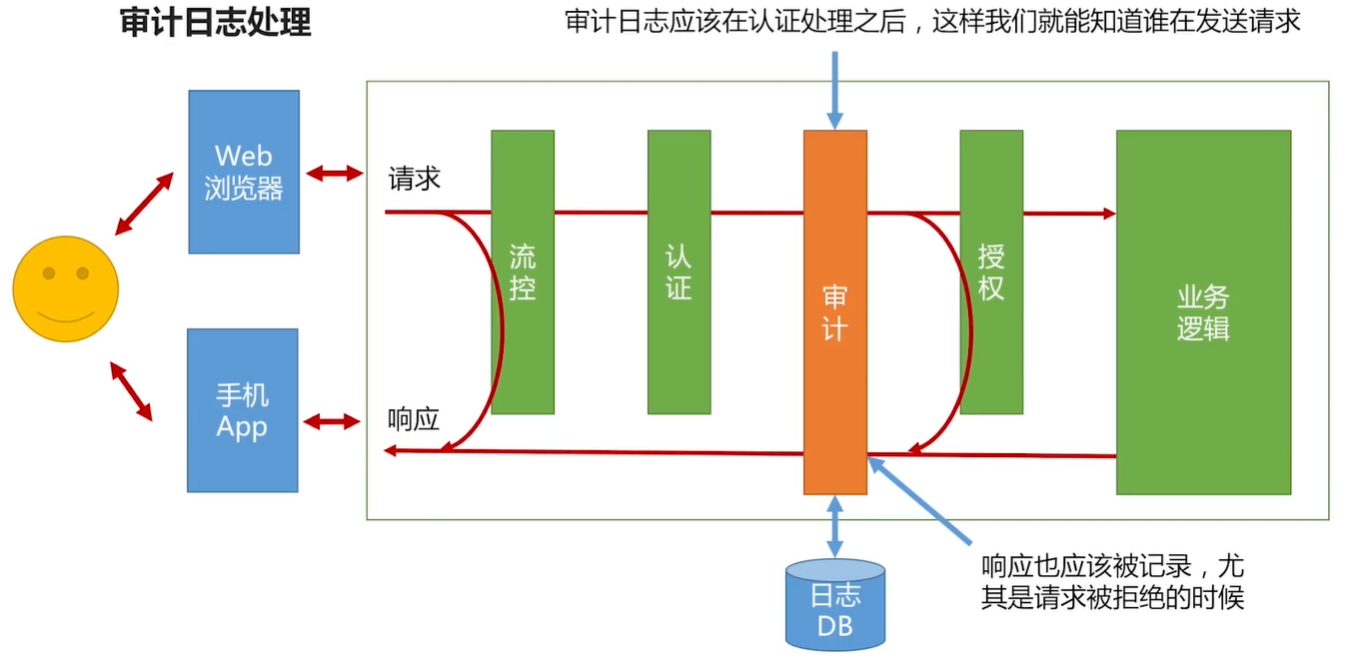 审计日志处理
审计日志应该在认证处理之后，这样我们就能知道谁在发送请求
Web
浏览器
请求
流
控
认
证
审
计
授
权
业务
逻辑
手机
App
响应
日志
DB
响应也应该被记录，尤
其是请求被拒绝的时候